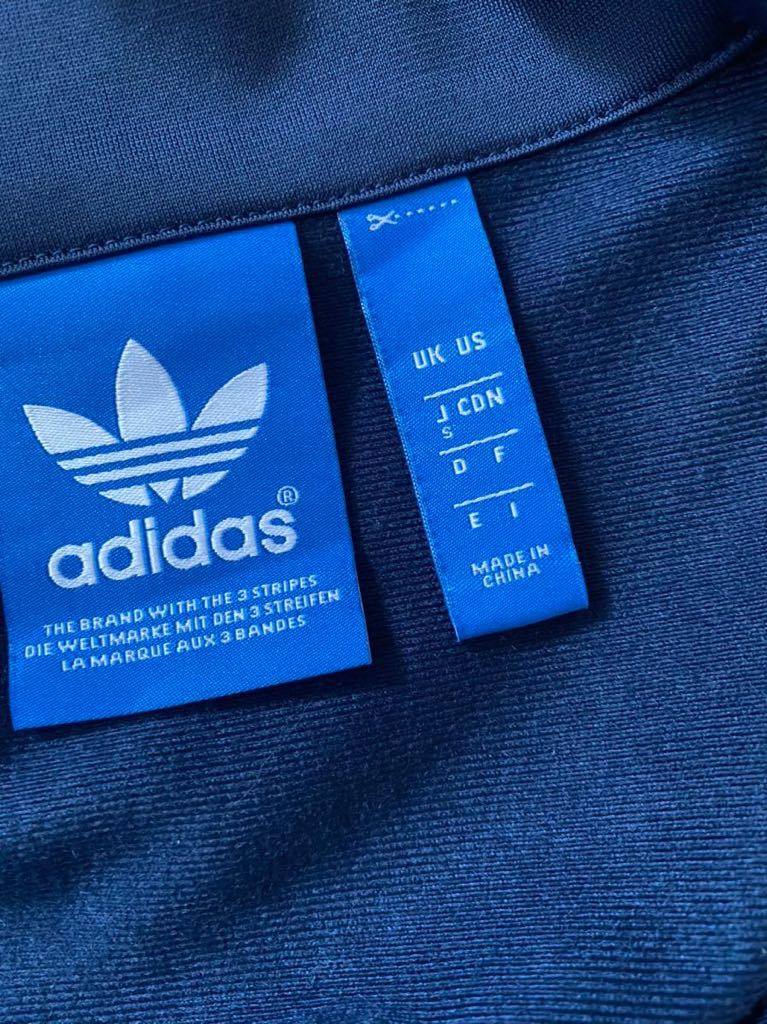 adidas®
THE BRAND WITH THE 3 STRIPES
DIE WELTMARKE MIT DEN 3 STREIFEN
LA MARQUE AUX 3 BANDES
UK US
J CDN
S
D F
E I
MADE IN
CHINA